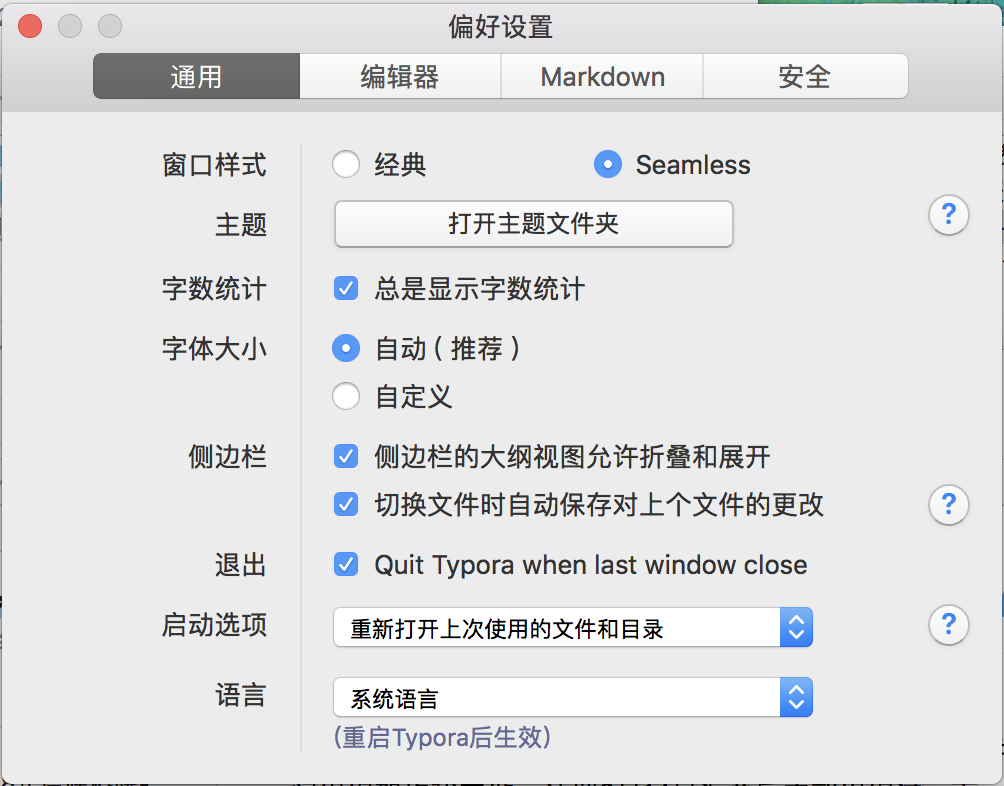 偏好设置
通用 编辑器 Markdown 安全
窗口样式 经典 Seamless
主题 打开主题文件夹 ?
字数统计 总是显示字数统计
字体大小 自动(推荐)
自定义
侧边栏 侧边栏的大纲视图允许折叠和展开
切换文件时自动保存对上个文件的更改 ?
退出 Quit Typora when last window close
启动选项 重新打开上次使用的文件和目录 ?
语言 系统语言
(重启Typora后生效)